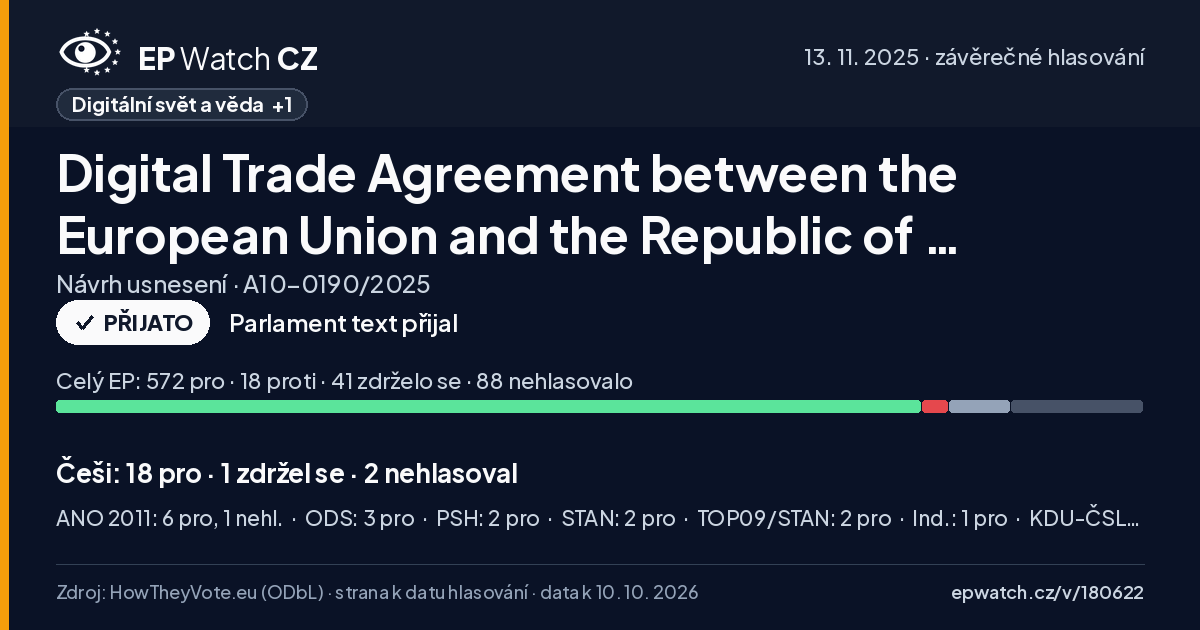 EP Watch CZ
13. 11. 2025 · závěrečné hlasování
Digitální svět a věda +1
Digital Trade Agreement between the
European Union and the Republic of …
Návrh usnesení · A10-0190/2025
✓ PŘIJATO Parlament text přijal
Celý EP: 572 pro · 18 proti · 41 zdrželo se · 88 nehlasovalo
Češi: 18 pro · 1 zdržel se · 2 nehlasoval
ANO 2011: 6 pro, 1 nehl. · ODS: 3 pro · PSH: 2 pro · STAN: 2 pro · TOP09/STAN: 2 pro · Ind.: 1 pro · KDU-ČSL…
Zdroj: HowTheyVote.eu (ODbL) · strana k datu hlasování · data k 10. 10. 2026
epwatch.cz/v/180622